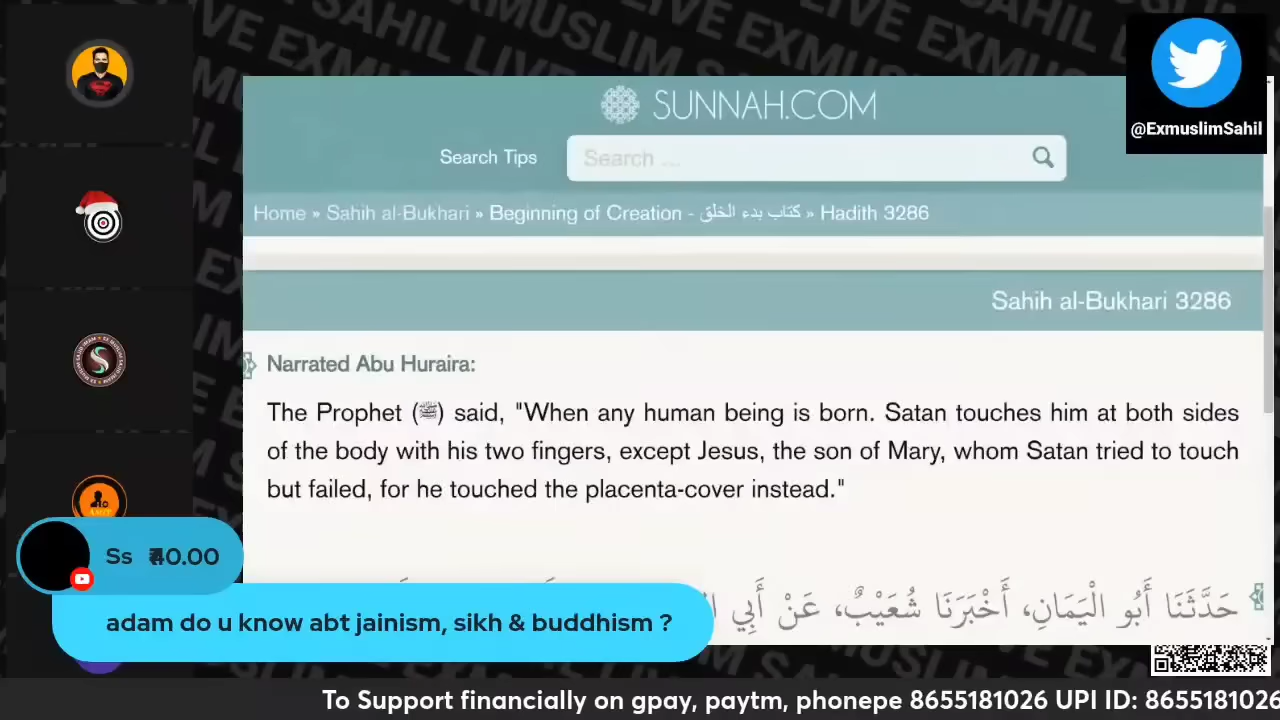 SUNNAH.COM
@ExmuslimSahil
Search Tips
Search ...
Home » Sahih al-Bukhari » Beginning of Creation - كتاب بدء الخلق » Hadith 3286
Sahih al-Bukhari 3286
Narrated Abu Huraira:
The Prophet (ﷺ) said, "When any human being is born. Satan touches him at both sides
of the body with his two fingers, except Jesus, the son of Mary, whom Satan tried to touch
but failed, for he touched the placenta-cover instead."
Ss ₹40.00
حَدَّثَنَا أَبُو الْيَمَانِ، أَخْبَرَنَا شُعَيْبٌ، عَنْ أَبِي
adam do u know abt jainism, sikh & buddhism ?
To Support financially on gpay, paytm, phonepe 8655181026 UPI ID: 8655181026